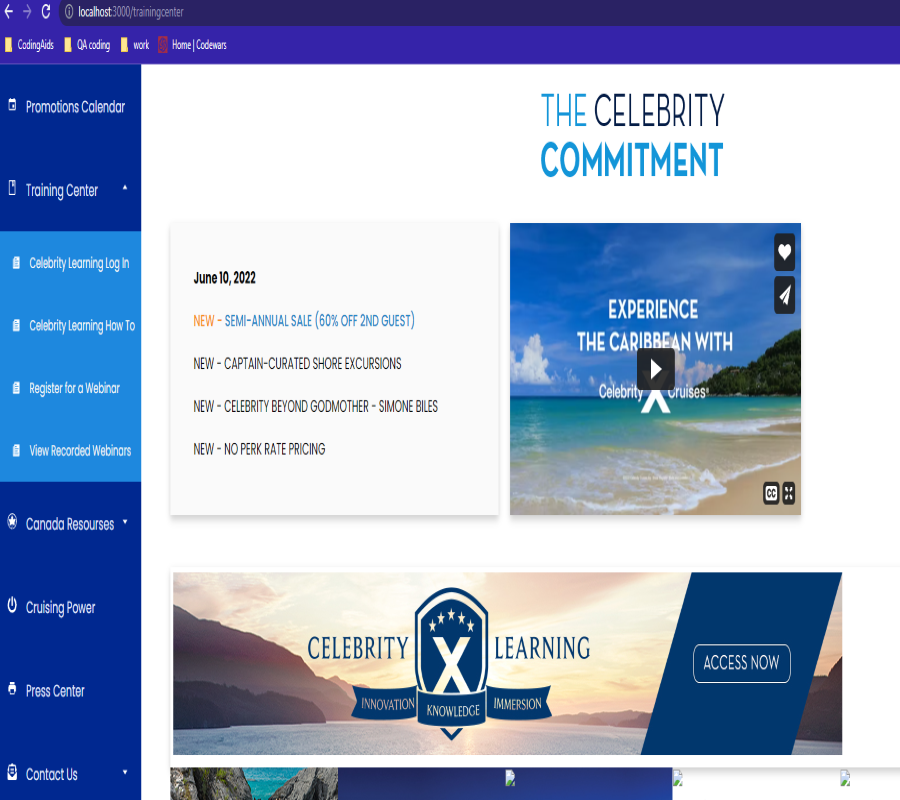 localhost:3000/trainingcenter
CodingAids
QA coding
work
Home | Codewars
Promotions Calendar
Training Center
Celebrity Learning Log In
Celebrity Learning How To
Register for a Webinar
View Recorded Webinars
Canada Resourses
Cruising Power
Press Center
Contact Us
THE CELEBRITY
COMMITMENT
June 10, 2022
NEW - SEMI-ANNUAL SALE (60% OFF 2ND GUEST)
NEW - CAPTAIN-CURATED SHORE EXCURSIONS
NEW - CELEBRITY BEYOND GODMOTHER - SIMONE BILES
NEW - NO PERK RATE PRICING
EXPERIENCE
THE CARIBBEAN WITH
Celebrity X Cruises®
CC
CELEBRITY X LEARNING
INNOVATION KNOWLEDGE IMMERSION
ACCESS NOW